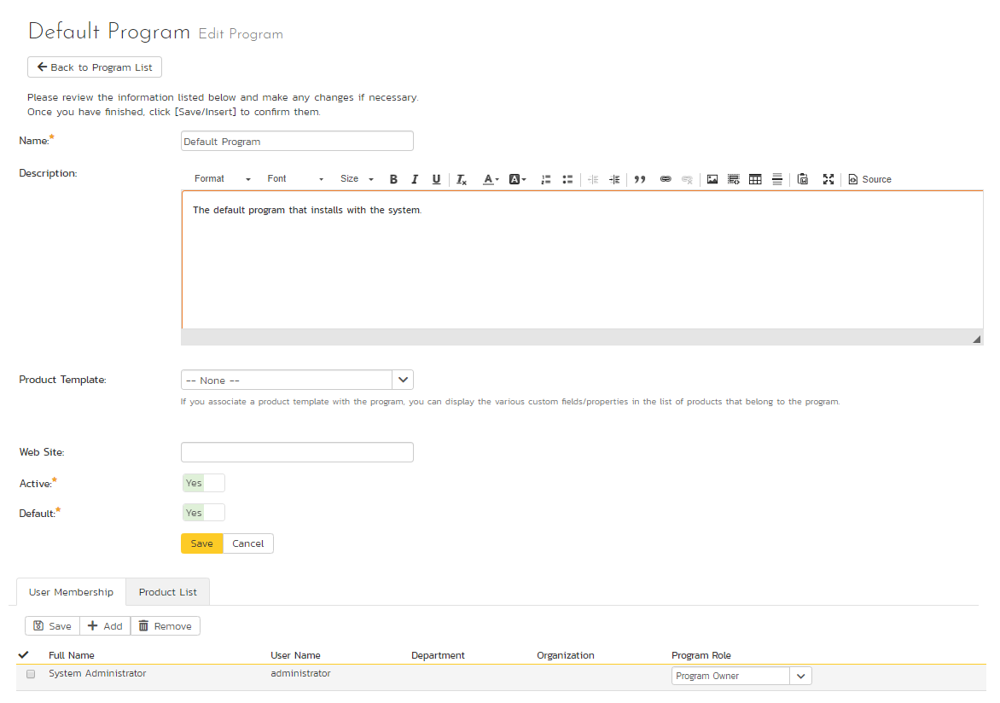 Default Program Edit Program
Back to Program List
Please review the information listed below and make any changes if necessary.
Once you have finished, click [Save/Insert] to confirm them.
Name:* Default Program
Description:
Format Font Size B I U Ix A A Source
The default program that installs with the system.
Product Template: -- None --
If you associate a product template with the program, you can display the various custom fields/properties in the list of products that belong to the program.
Web Site:
Active:* Yes
Default:* Yes
Save Cancel
User Membership Product List
Save Add Remove
Full Name User Name Department Organization Program Role
System Administrator administrator Program Owner